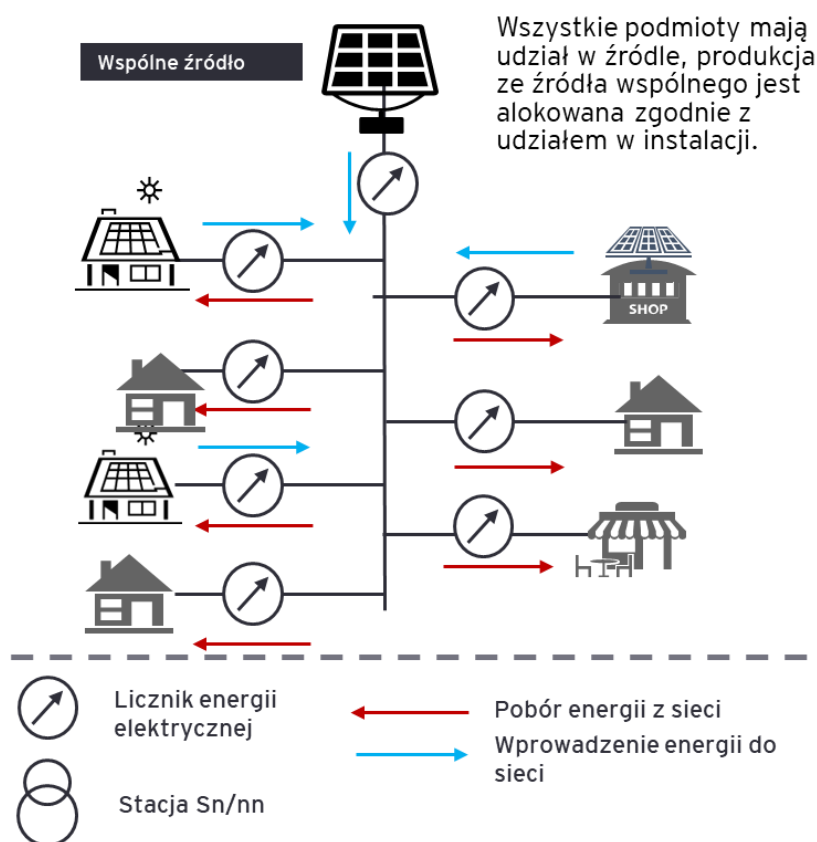 Wspólne źródło
Wszystkie podmioty mają
udział w źródle, produkcja
ze źródła wspólnego jest
alokowana zgodnie z
udziałem w instalacji.
SHOP
Licznik energii
elektrycznej
Pobór energii z sieci
Wprowadzenie energii do
sieci
Stacja Sn/nn